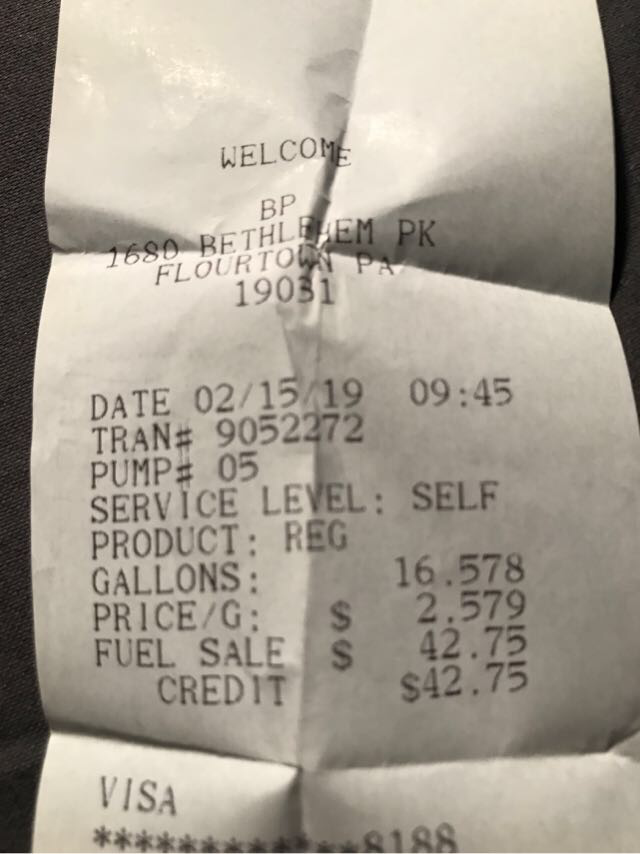 WELCOME
BP
1680 BETHLEHEM PK
FLOURTOWN PA
19031
DATE 02/15/19 09:45
TRAN# 9052272
PUMP# 05
SERVICE LEVEL: SELF
PRODUCT: REG
GALLONS: 16.578
PRICE/G: $ 2.579
FUEL SALE $ 42.75
CREDIT $42.75
VISA
************8188